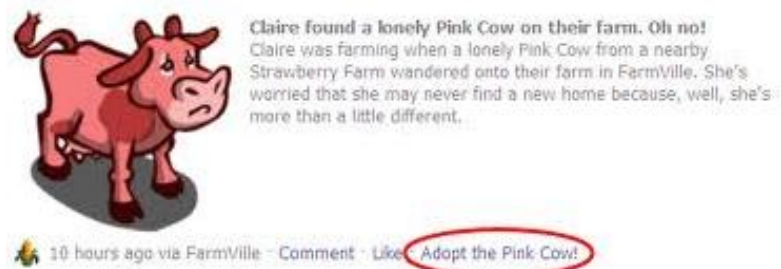 Claire found a lonely Pink Cow on their farm. Oh no!
Claire was farming when a lonely Pink Cow from a nearby
Strawberry Farm wandered onto their farm in FarmVille. She's
worried that she may never find a new home because, well, she's
more than a little different.
10 hours ago via FarmVille · Comment · Like · Adopt the Pink Cow!